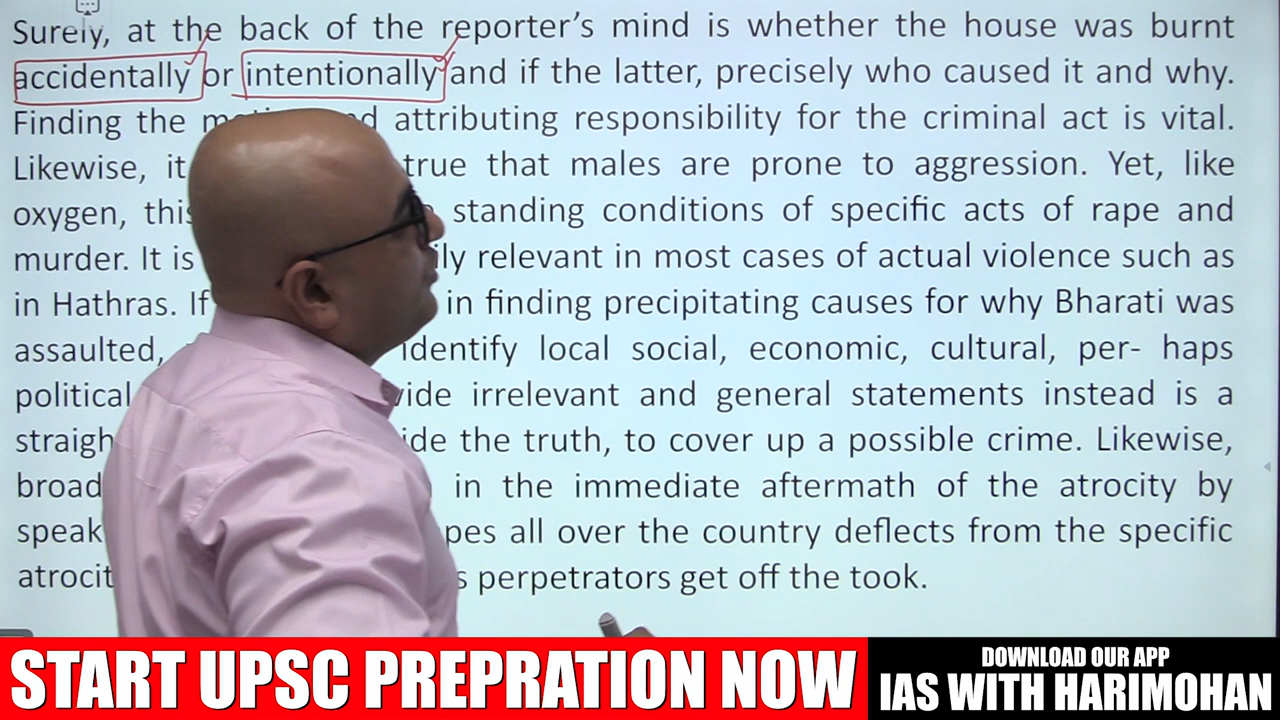 Surely, at the back of the reporter's mind is whether the house was burnt
accidentally or intentionally and if the latter, precisely who caused it and why.
Finding the attributing responsibility for the criminal act is vital.
Likewise, it true that males are prone to aggression. Yet, like
oxygen, this standing conditions of specific acts of rape and
murder. It is relevant in most cases of actual violence such as
in Hathras. If in finding precipitating causes for why Bharati was
assaulted, identify local social, economic, cultural, per- haps
political irrelevant and general statements instead is a
the truth, to cover up a possible crime. Likewise,
in the immediate aftermath of the atrocity by
all over the country deflects from the specific
perpetrators get off the took.
START UPSC PREPRATION NOW
DOWNLOAD OUR APP
IAS WITH HARIMOHAN